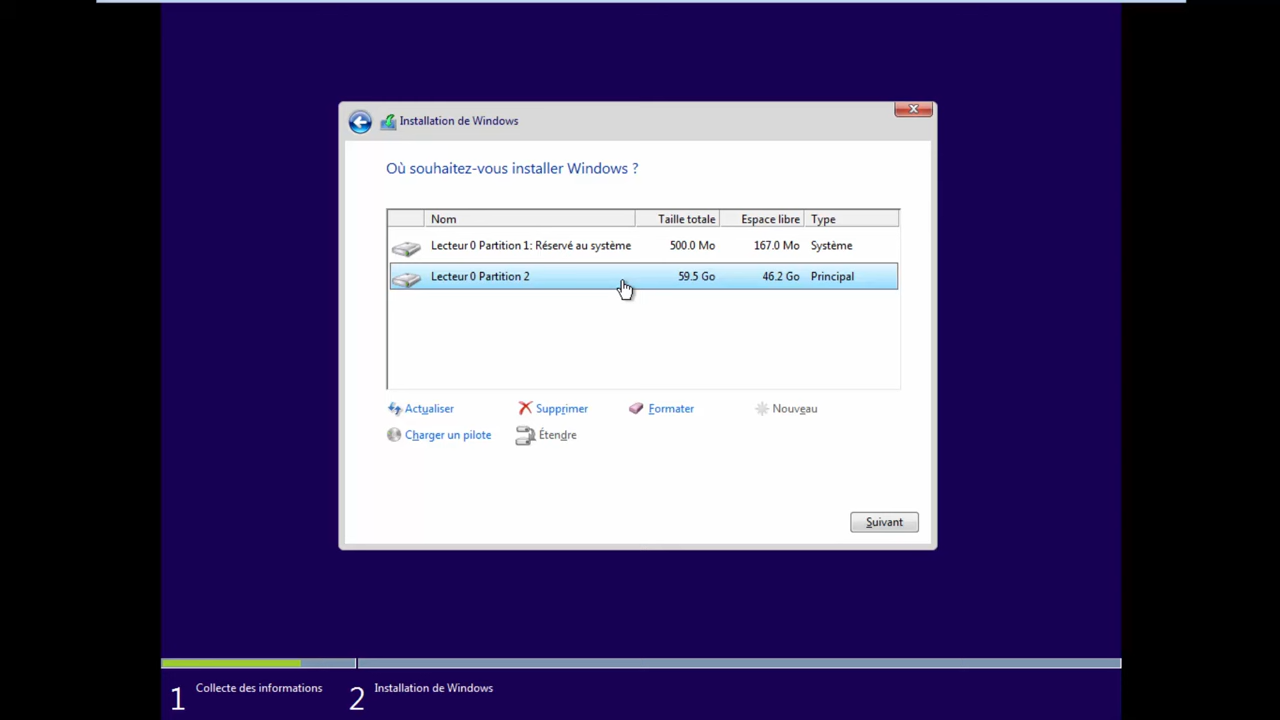 Installation de Windows
Où souhaitez-vous installer Windows ?
Nom Taille totale Espace libre Type
Lecteur 0 Partition 1: Réservé au système 500.0 Mo 167.0 Mo Système
Lecteur 0 Partition 2 59.5 Go 46.2 Go Principal
Actualiser Supprimer Formater Nouveau
Charger un pilote Étendre
Suivant
1 Collecte des informations 2 Installation de Windows